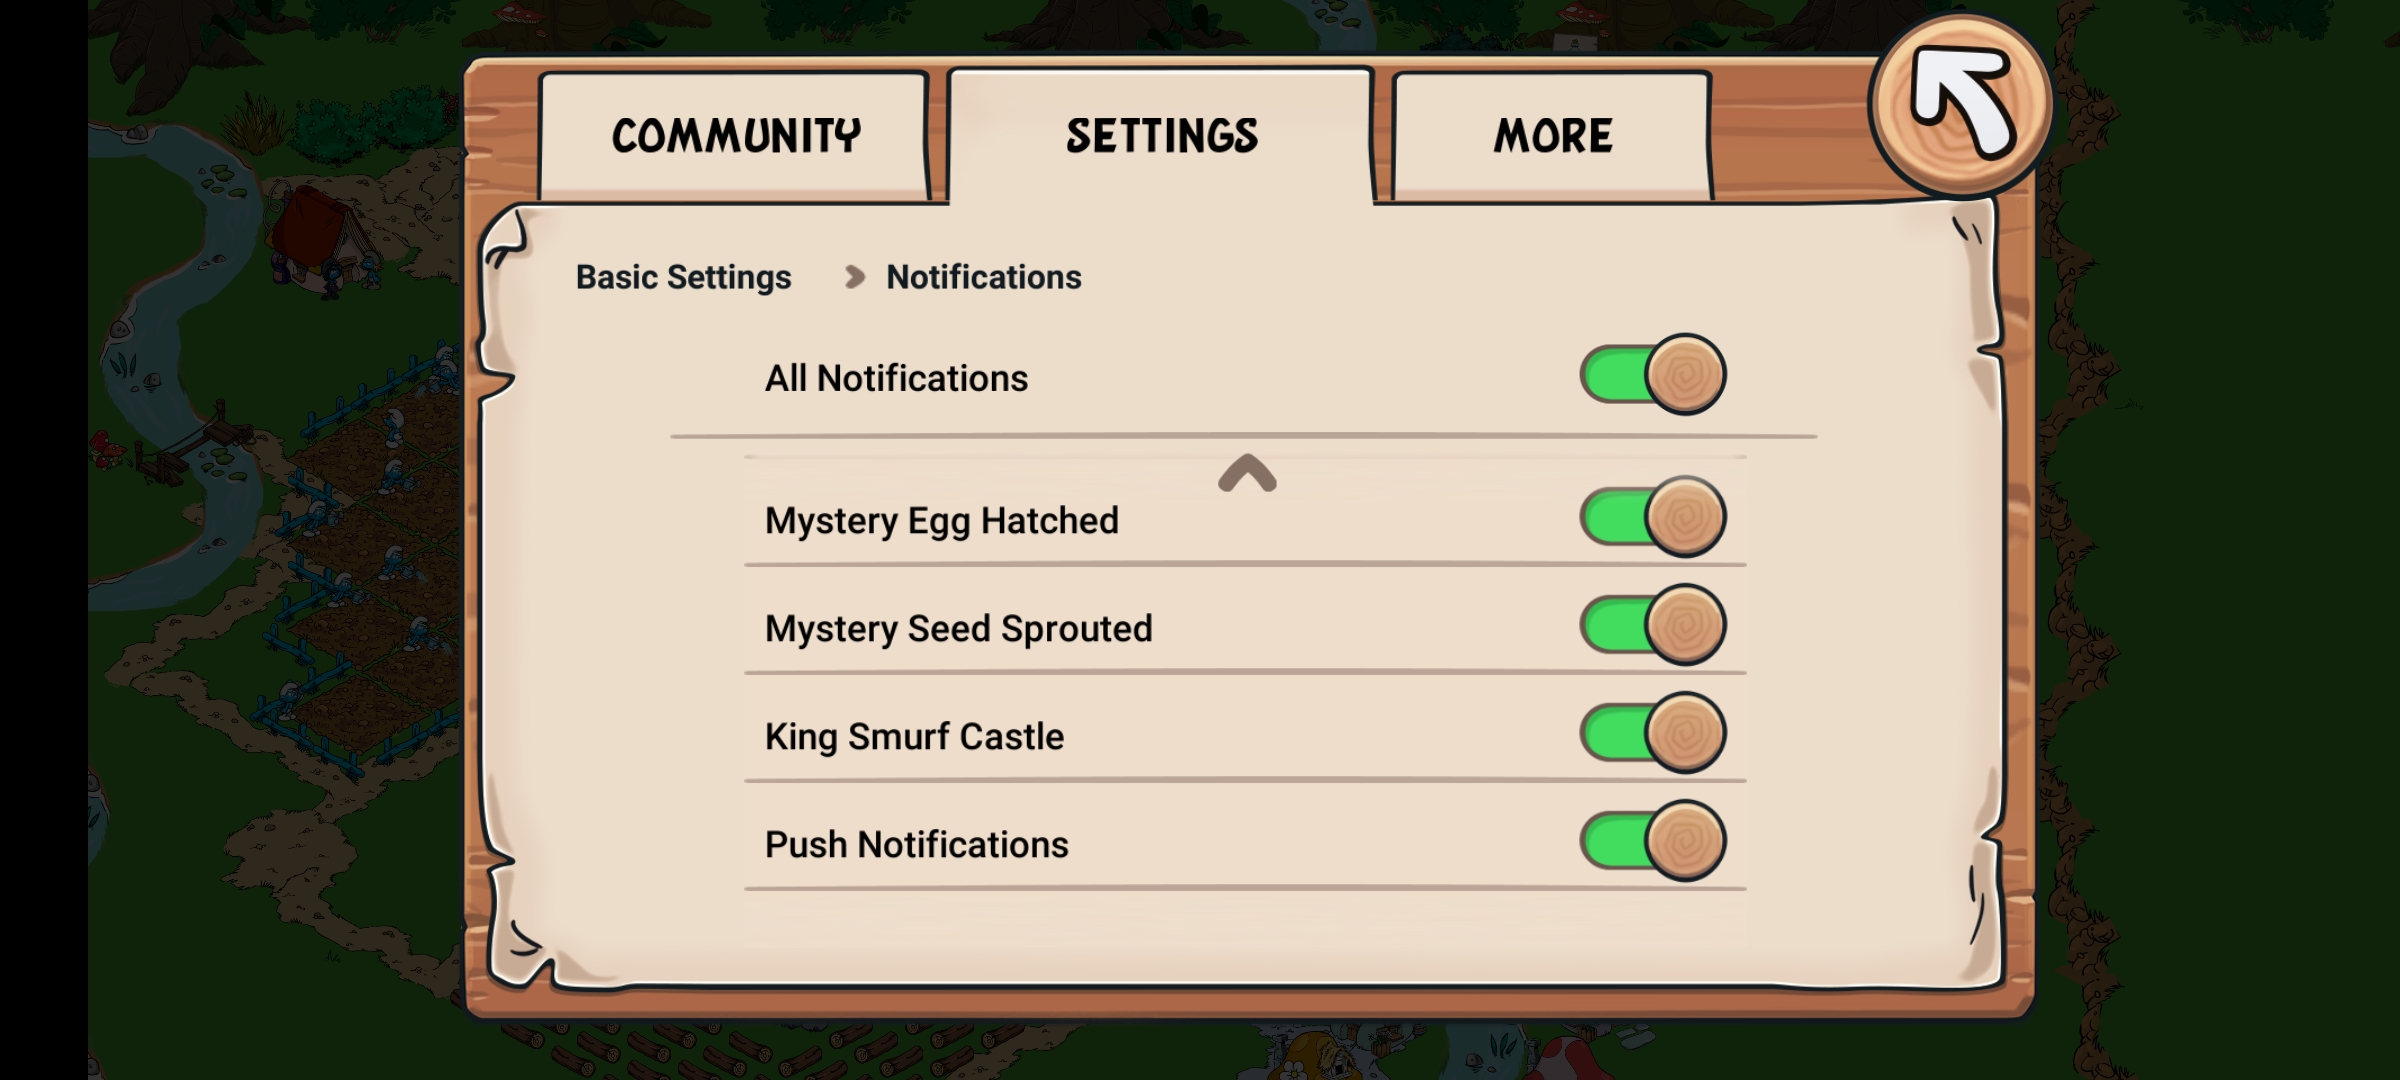 COMMUNITY
SETTINGS
MORE
Basic Settings > Notifications
All Notifications
Mystery Egg Hatched
Mystery Seed Sprouted
King Smurf Castle
Push Notifications